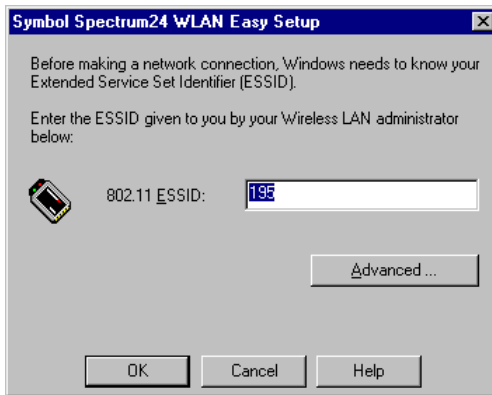 Symbol Spectrum24 WLAN Easy Setup
Before making a network connection, Windows needs to know your
Extended Service Set Identifier (ESSID).
Enter the ESSID given to you by your Wireless LAN administrator
below:
802.11 ESSID:
195
Advanced ...
OK
Cancel
Help